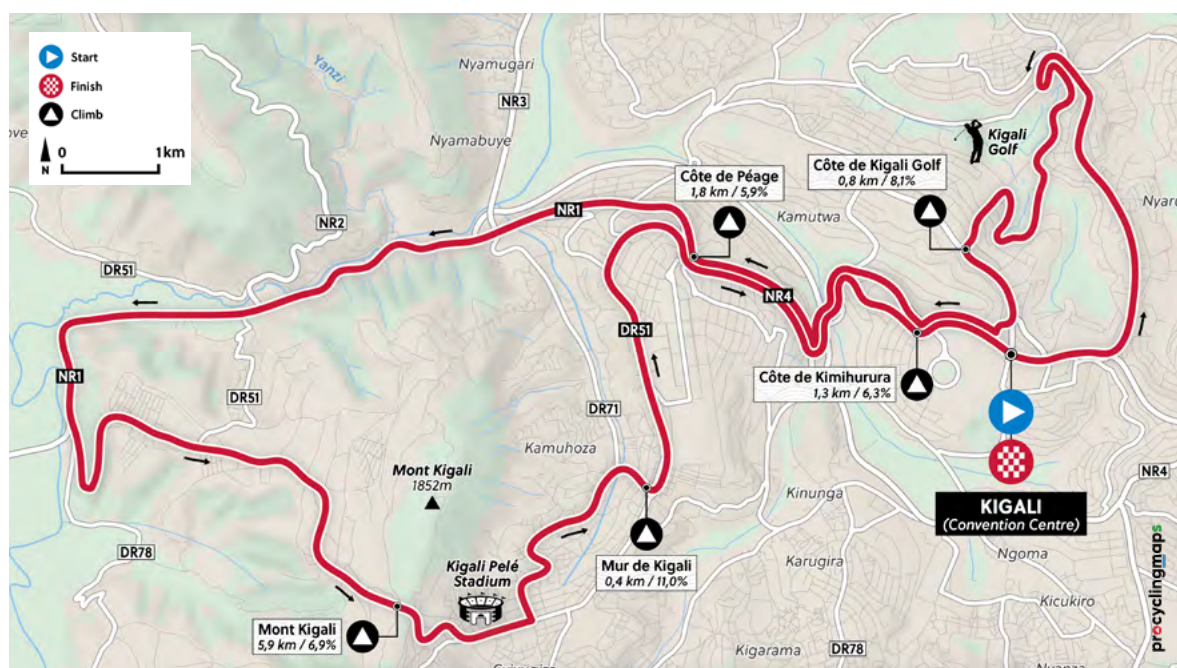 Start
Finish
Climb
0
1km
N
Yanzi
Nyamugari
NR3
Nyamabuye
NR2
DR51
NR1
Côte de Péage
1,8 km / 5,9%
Kamutwa
Côte de Kigali Golf
0,8 km / 8,1%
Kigali
Golf
NR4
DR51
NR1
DR51
DR71
Côte de Kimihurura
1,3 km / 6,3%
Kamuhoza
Mont Kigali
1852m
Kinunga
NR4
KIGALI
(Convention Centre)
DR78
Kigali Pelé
Stadium
Mur de Kigali
0,4 km / 11,0%
Karugira
Ngoma
Kicukiro
Mont Kigali
5,9 km / 6,9%
Kigarama
DR78
procyclingmaps